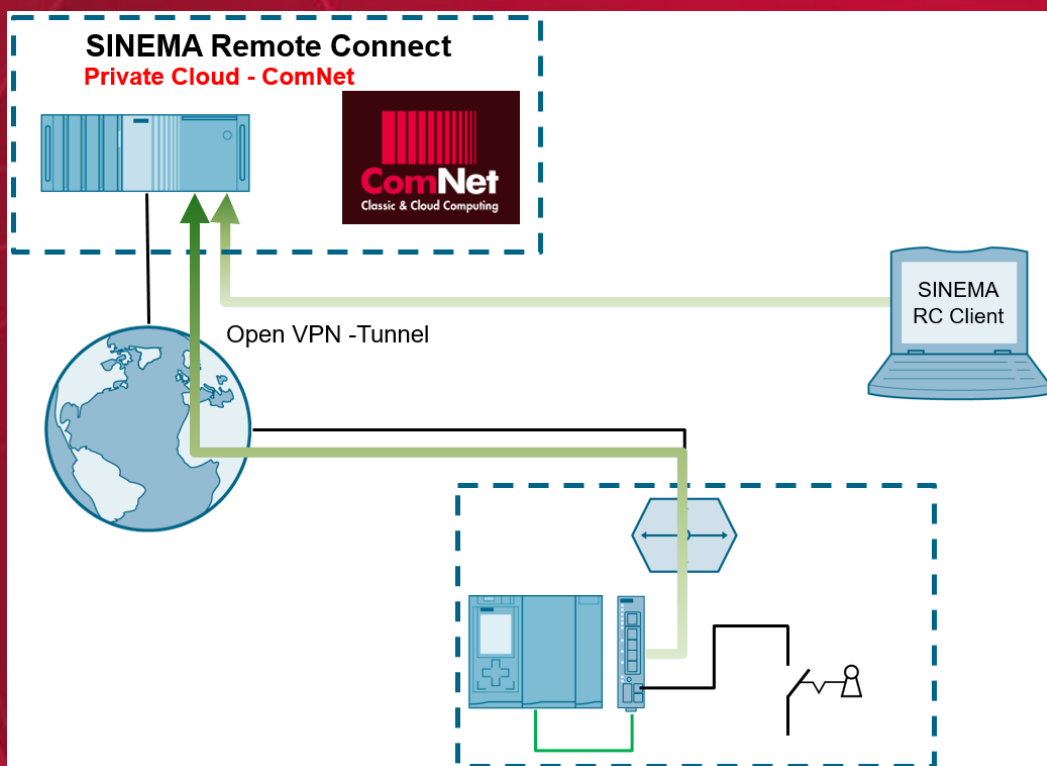 SINEMA Remote Connect
Private Cloud - ComNet
ComNet
Classic & Cloud Computing
SINEMA
RC Client
Open VPN -Tunnel